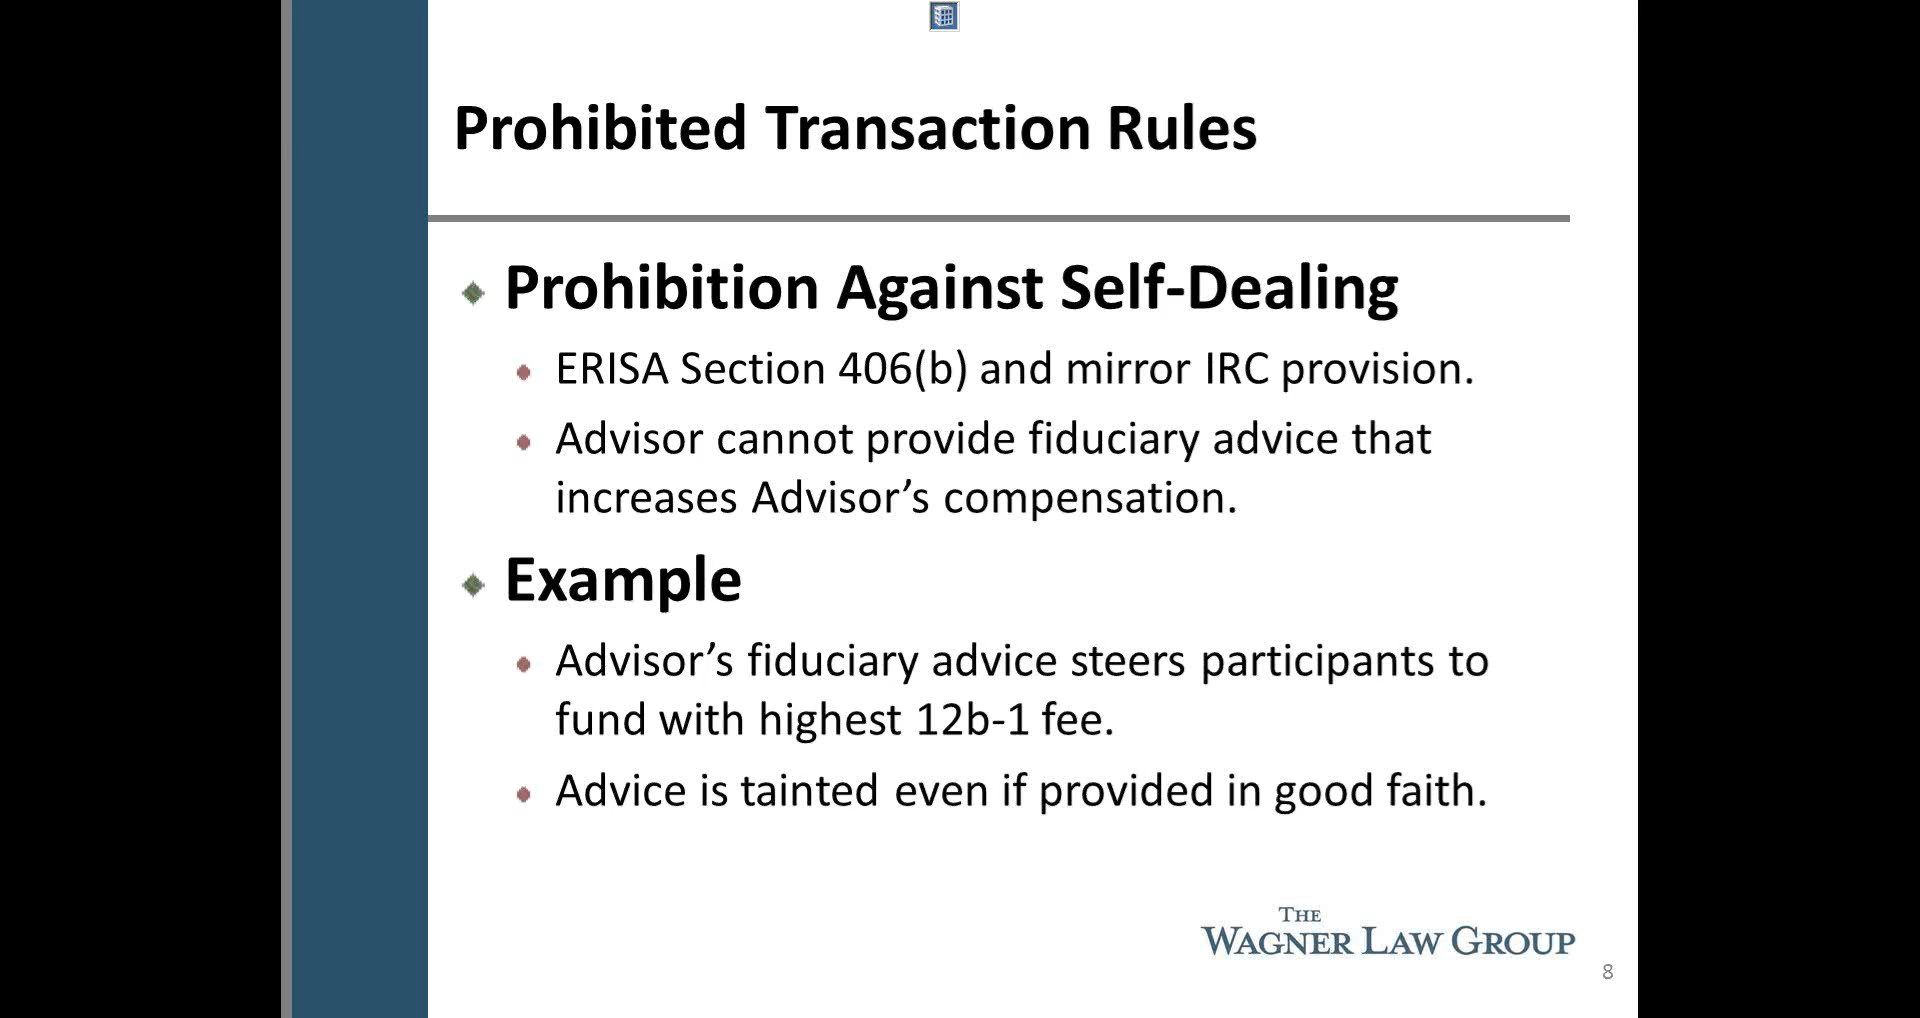 Prohibited Transaction Rules
Prohibition Against Self-Dealing
ERISA Section 406(b) and mirror IRC provision.
Advisor cannot provide fiduciary advice that
increases Advisor’s compensation.
Example
Advisor’s fiduciary advice steers participants to
fund with highest 12b-1 fee.
Advice is tainted even if provided in good faith.
THE
WAGNER LAW GROUP
8